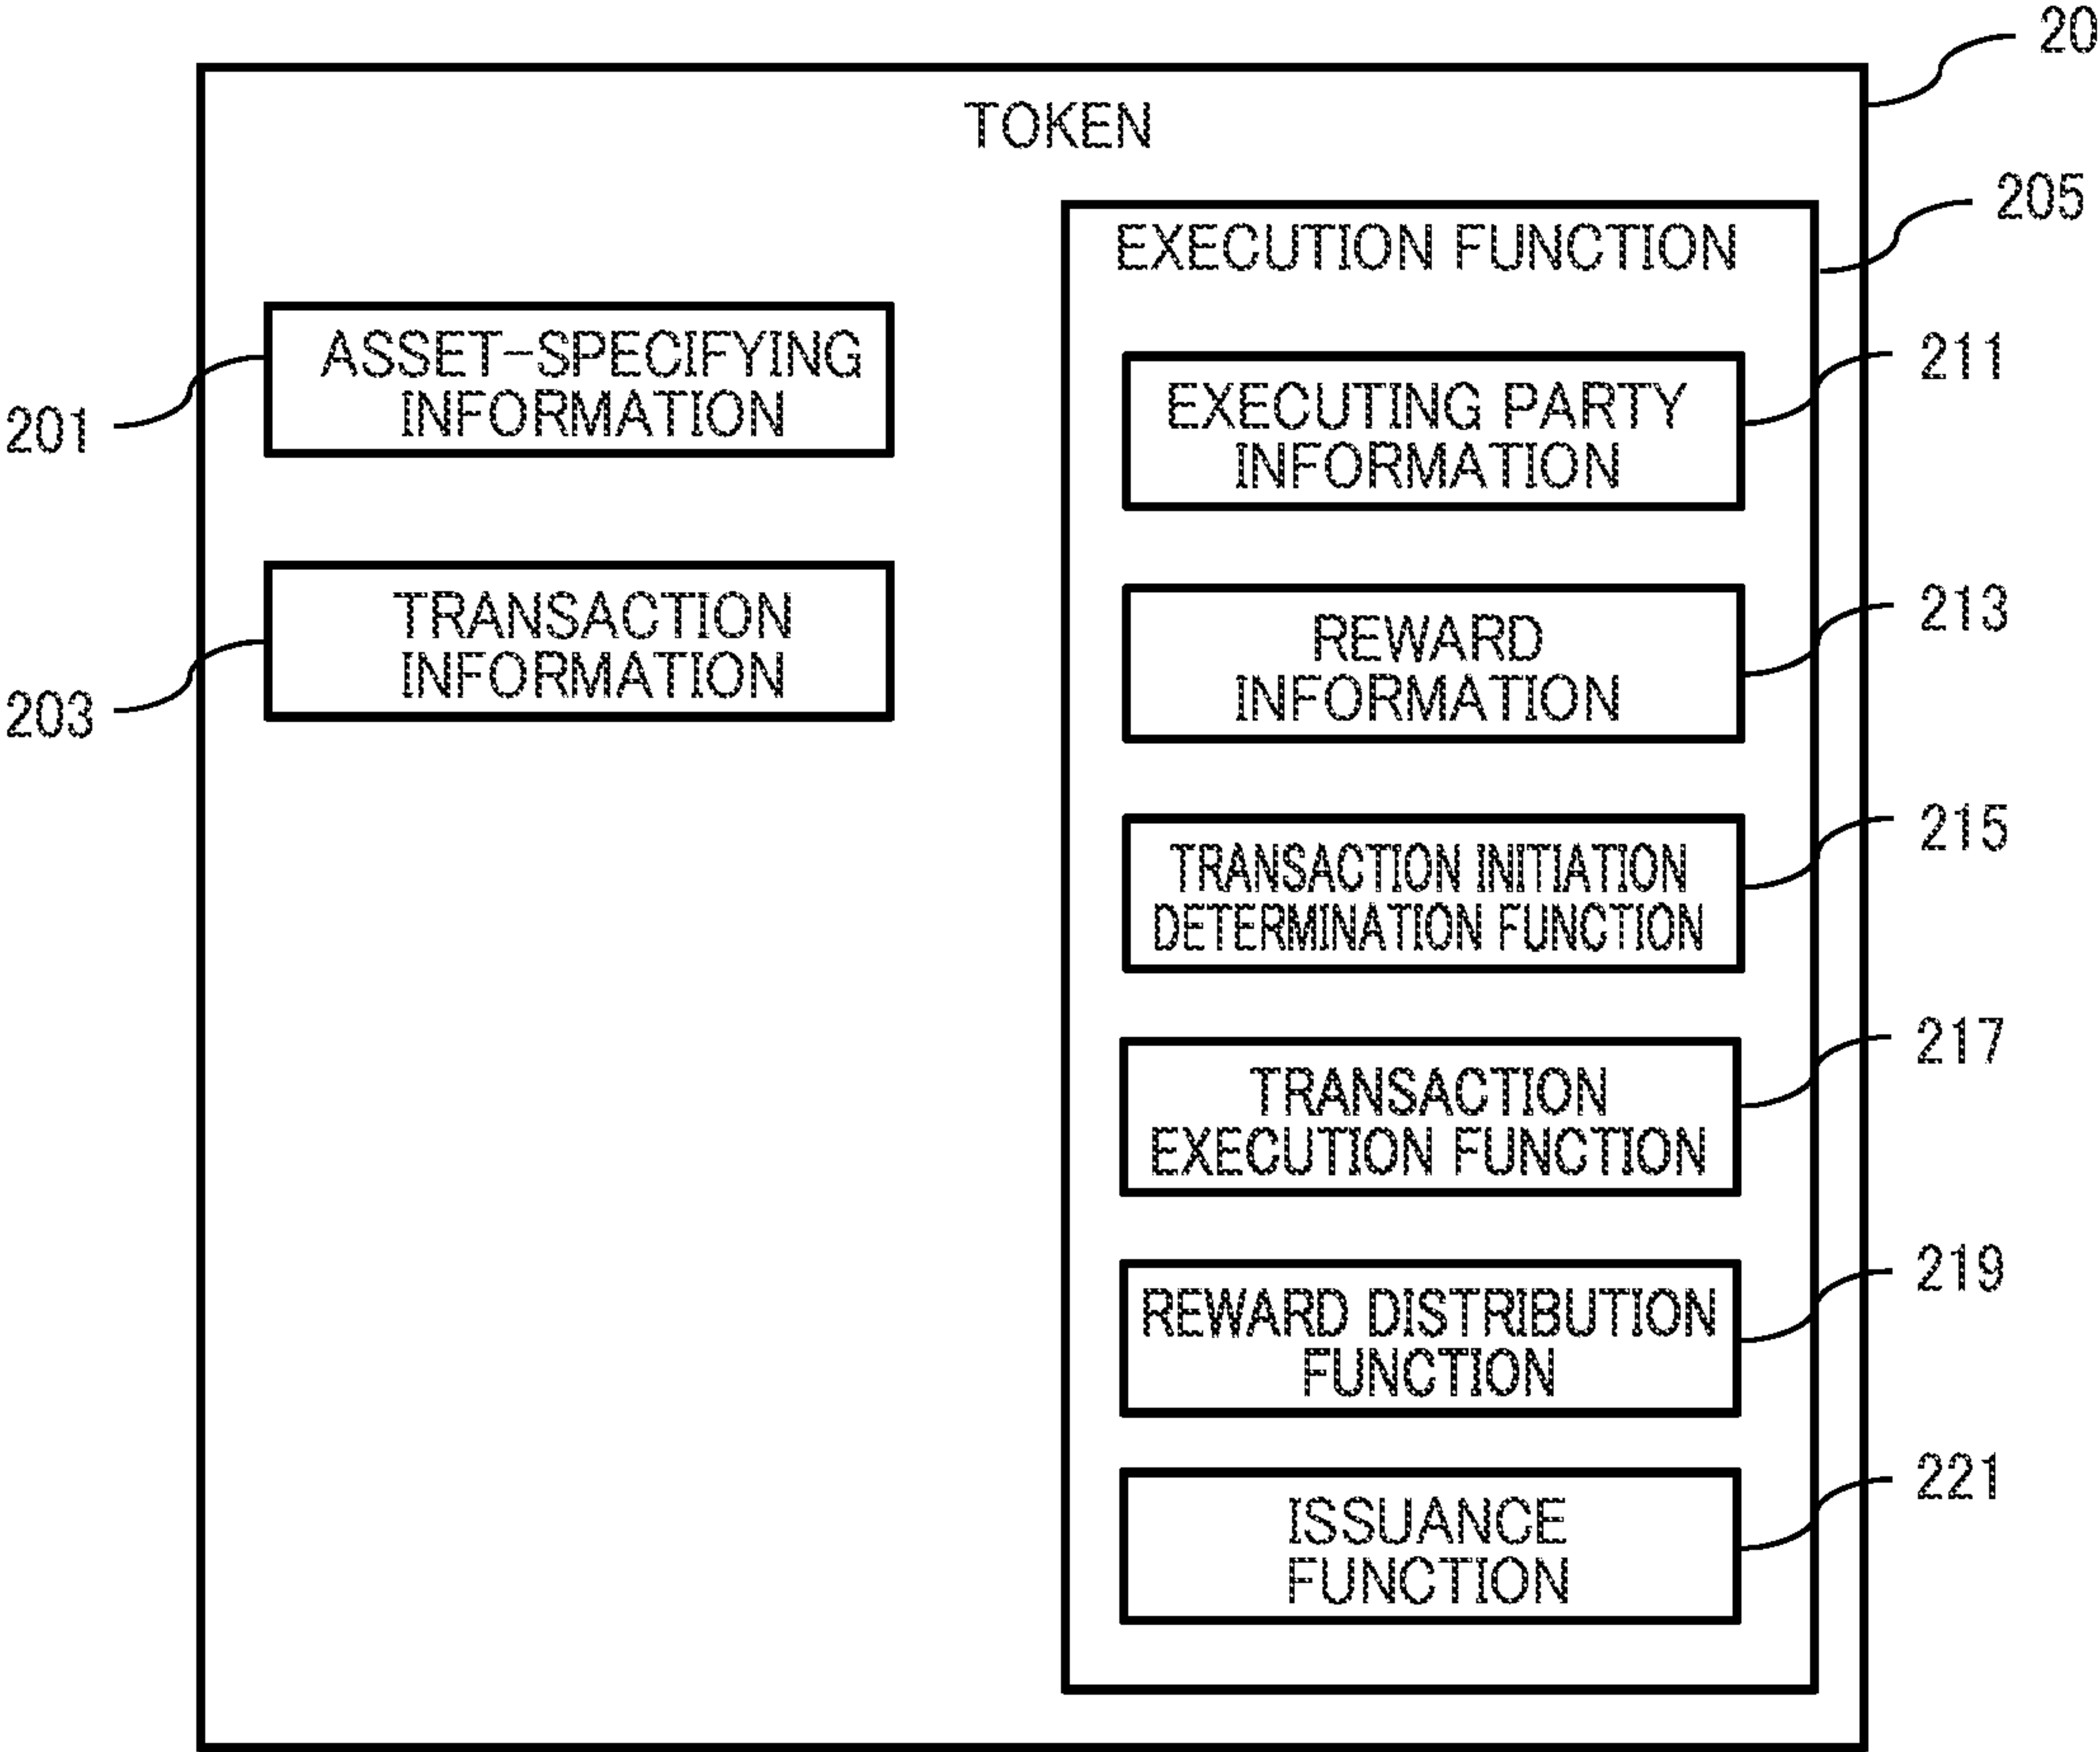 20
TOKEN
205
EXECUTION FUNCTION
201
ASSET-SPECIFYING
INFORMATION
203
TRANSACTION
INFORMATION
211
EXECUTING PARTY
INFORMATION
213
REWARD
INFORMATION
215
TRANSACTION INITIATION
DETERMINATION FUNCTION
217
TRANSACTION
EXECUTION FUNCTION
219
REWARD DISTRIBUTION
FUNCTION
221
ISSUANCE
FUNCTION